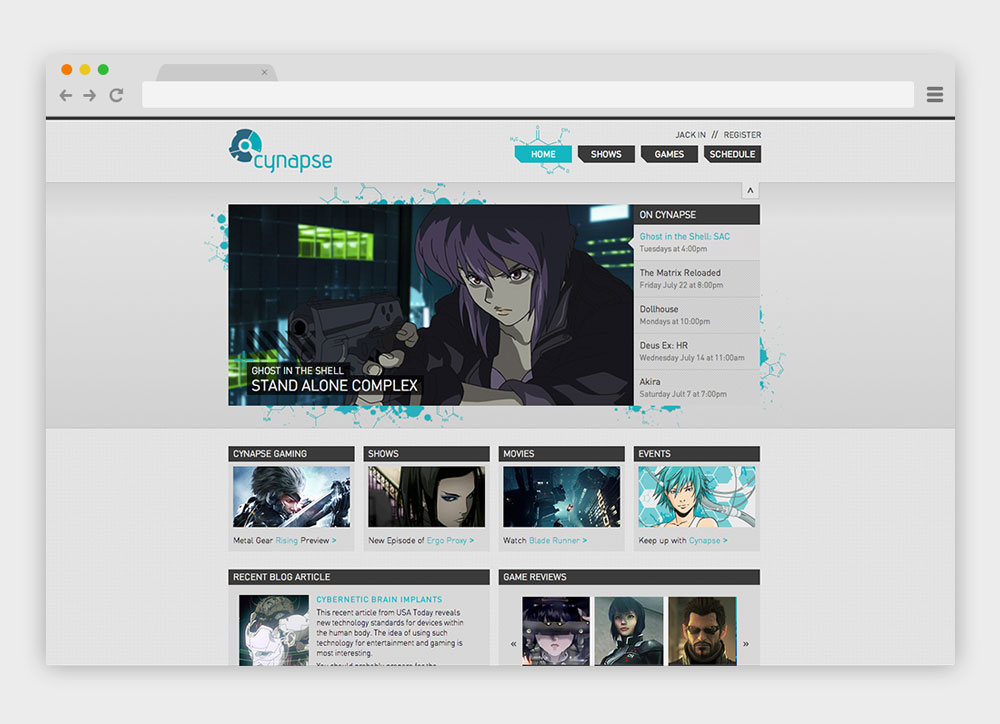 cynapse
JACK IN // REGISTER
HOME
SHOWS
GAMES
SCHEDULE
GHOST IN THE SHELL
STAND ALONE COMPLEX
ON CYNAPSE
Ghost in the Shell: SAC
Tuesdays at 4:00pm
The Matrix Reloaded
Friday July 22 at 8:00pm
Dollhouse
Mondays at 10:00pm
Deus Ex: HR
Wednesday July 14 at 11:00am
Akira
Saturday Jult 7 at 7:00pm
CYNAPSE GAMING
Metal Gear Rising Preview >
SHOWS
New Episode of Ergo Proxy >
MOVIES
Watch Blade Runner >
EVENTS
Keep up with Cynapse >
RECENT BLOG ARTICLE
CYBERNETIC BRAIN IMPLANTS
This recent article from USA Today reveals
new technology standards for devices within
the human body. The idea of using such
technology for entertainment and gaming is
most interesting.
You should probably prepare for the
GAME REVIEWS
« »